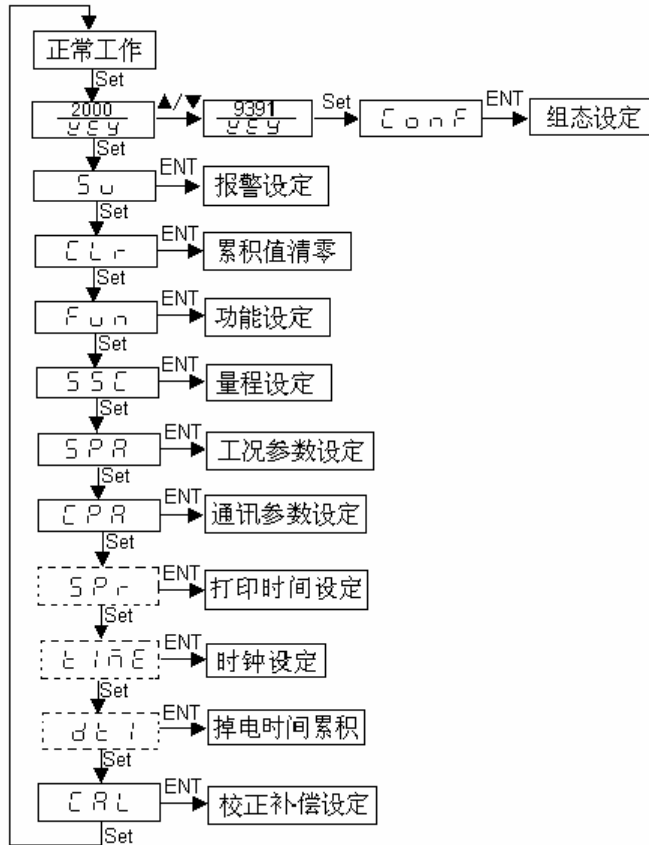 正常工作
Set
2000 ▲/▼ 9391 Set ConF ENT 组态设定
yEy yEy
Set
Su ENT 报警设定
Set
CLr ENT 累积值清零
Set
Fun ENT 功能设定
Set
SSC ENT 量程设定
Set
SPA ENT 工况参数设定
Set
CPA ENT 通讯参数设定
Set
SPr ENT 打印时间设定
Set
tIME ENT 时钟设定
Set
dtI ENT 掉电时间累积
Set
CAL ENT 校正补偿设定
Set